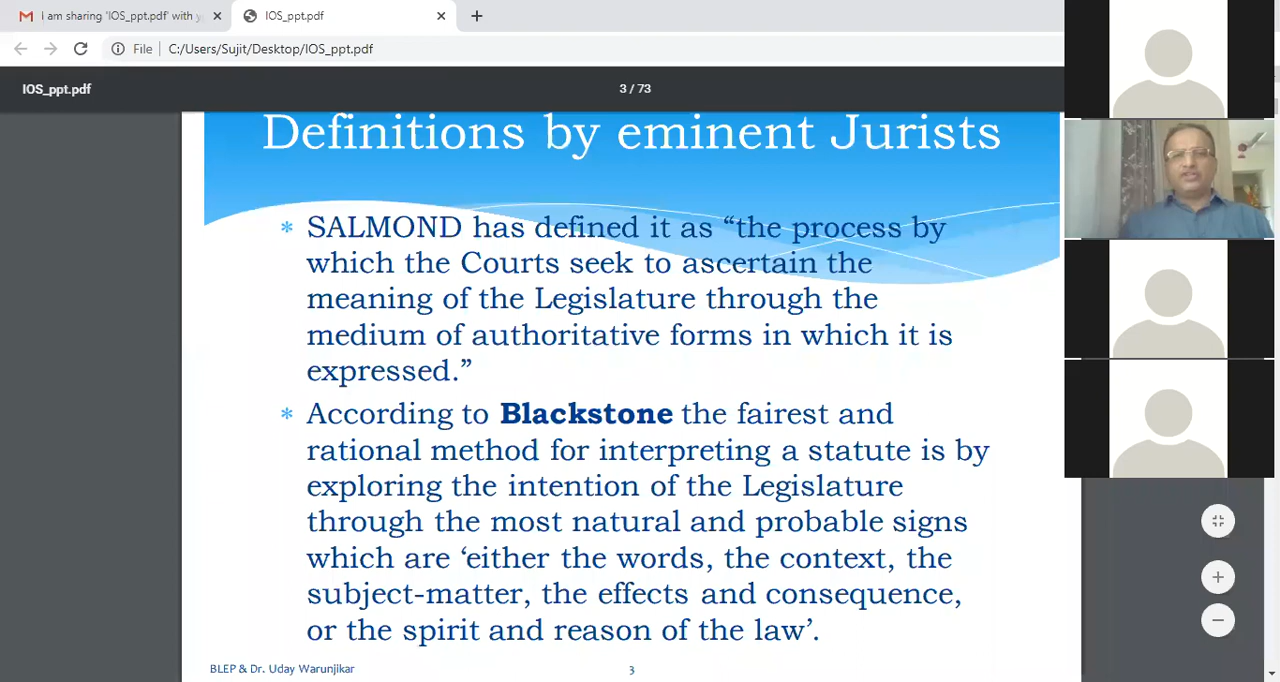 I am sharing 'IOS_ppt.pdf' with
IOS_ppt.pdf
File
C:/Users/Sujit/Desktop/IOS_ppt.pdf
IOS_ppt.pdf
3 / 73
Definitions by eminent Jurists
* SALMOND has defined it as “the process by
which the Courts seek to ascertain the
meaning of the Legislature through the
medium of authoritative forms in which it is
expressed.”
* According to Blackstone the fairest and
rational method for interpreting a statute is by
exploring the intention of the Legislature
through the most natural and probable signs
which are ‘either the words, the context, the
subject-matter, the effects and consequence,
or the spirit and reason of the law’.
BLEP & Dr. Uday Warunjikar
3